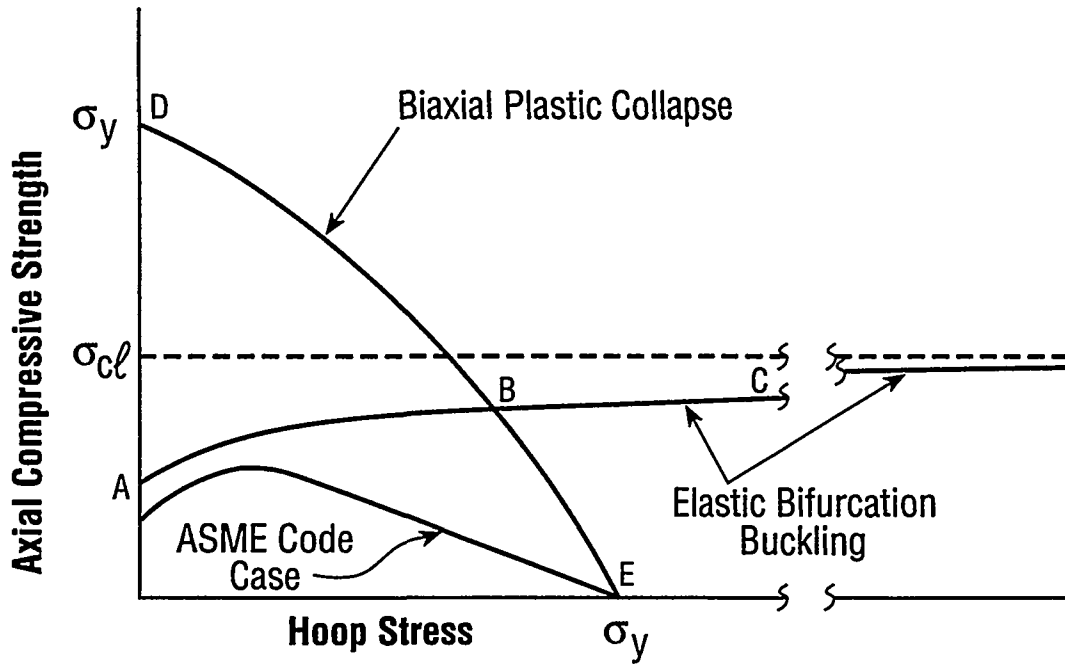 D
σy
Biaxial Plastic Collapse
Axial Compressive Strength
σcℓ
B
C
A
Elastic Bifurcation
Buckling
ASME Code
Case
E
Hoop Stress
σy